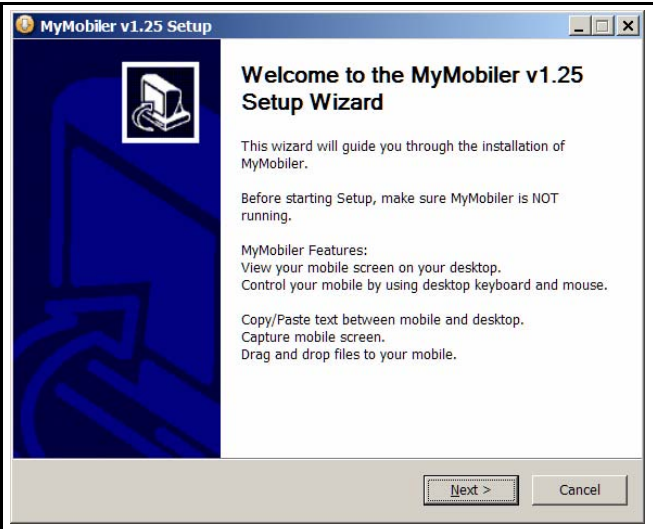 MyMobiler v1.25 Setup
Welcome to the MyMobiler v1.25
Setup Wizard
This wizard will guide you through the installation of
MyMobiler.
Before starting Setup, make sure MyMobiler is NOT
running.
MyMobiler Features:
View your mobile screen on your desktop.
Control your mobile by using desktop keyboard and mouse.
Copy/Paste text between mobile and desktop.
Capture mobile screen.
Drag and drop files to your mobile.
Next > Cancel